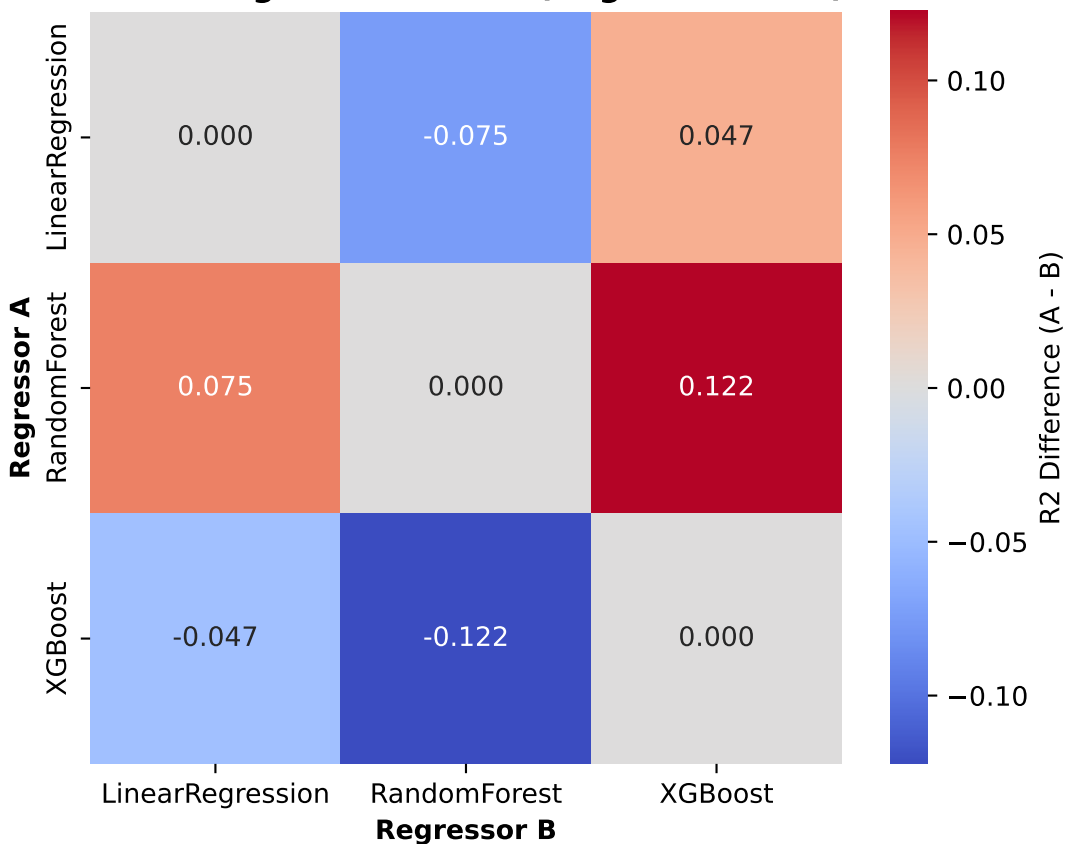 LinearRegression
0.000
-0.075
0.047
RandomForest
0.075
0.000
0.122
XGBoost
-0.047
-0.122
0.000
Regressor A
LinearRegression
RandomForest
XGBoost
Regressor B
0.10
0.05
0.00
−0.05
−0.10
R2 Difference (A - B)